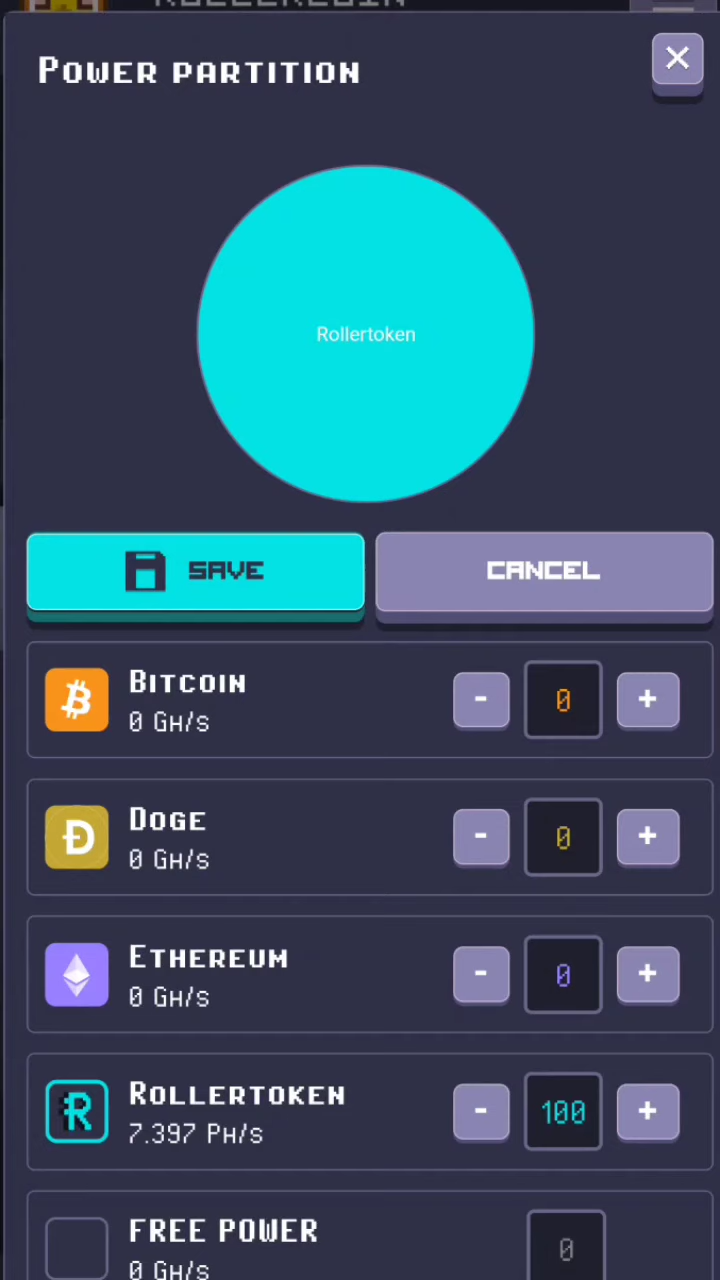 ROLLERCOIN
POWER PARTITION
Rollertoken
SAVE
CANCEL
BITCOIN
0 GH/S
- 0 +
DOGE
0 GH/S
- 0 +
ETHEREUM
0 GH/S
- 0 +
ROLLERTOKEN
7.397 PH/S
- 100 +
FREE POWER
0 GH/S
0